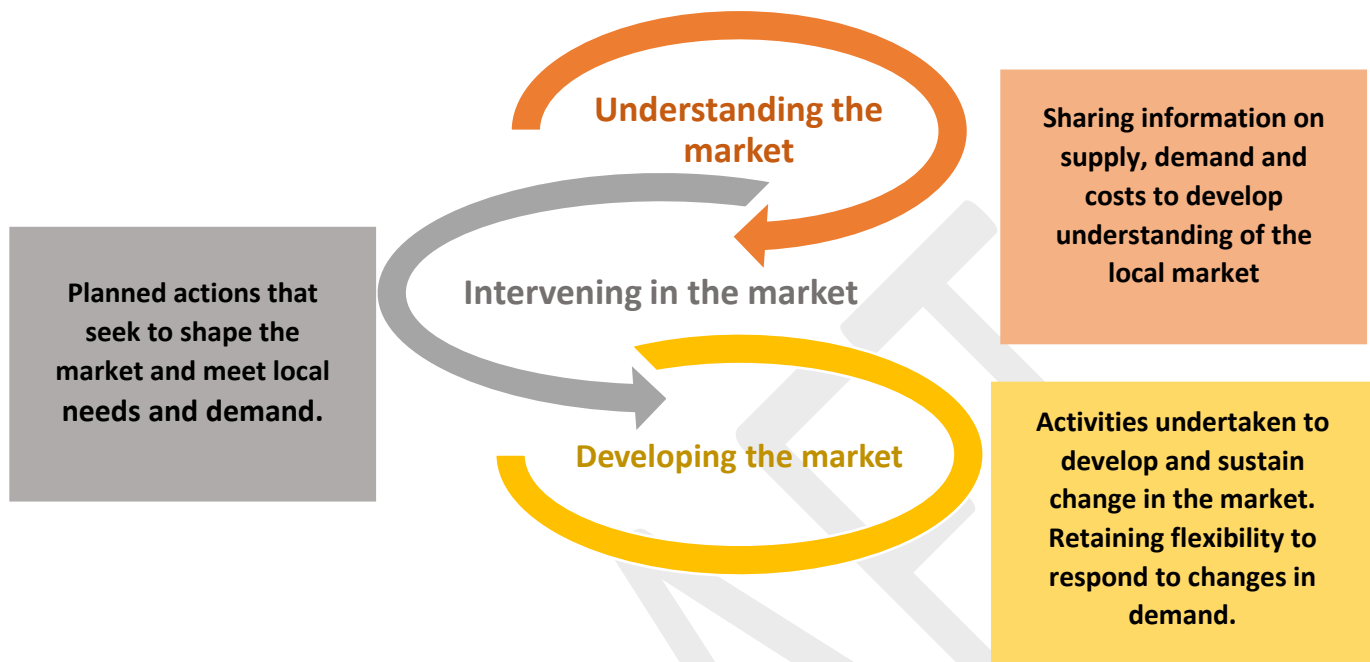 Understanding the
market
Sharing information on
supply, demand and
costs to develop
understanding of the
local market
Intervening in the market
Planned actions that
seek to shape the
market and meet local
needs and demand.
Developing the market
Activities undertaken to
develop and sustain
change in the market.
Retaining flexibility to
respond to changes in
demand.